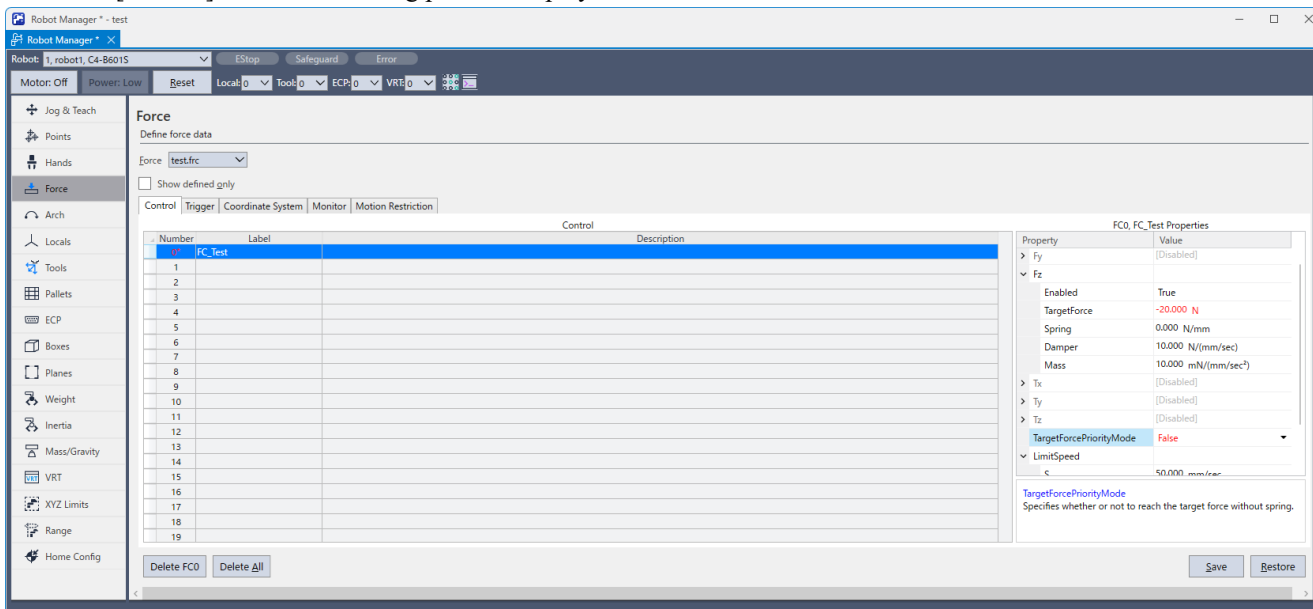 Robot Manager * - test
Robot Manager * ×
Robot: 1, robot1, C4-B601S EStop Safeguard Error
Motor: Off Power: Low Reset Local: 0 Tool: 0 ECP: 0 VRT: 0
Jog & Teach
Points
Hands
Force
Arch
Locals
Tools
Pallets
ECP
Boxes
Planes
Weight
Inertia
Mass/Gravity
VRT
XYZ Limits
Range
Home Config
Force
Define force data
Force test.frc
Show defined only
Control Trigger Coordinate System Monitor Motion Restriction
Control
Number Label Description
0* FC_Test
1
2
3
4
5
6
7
8
9
10
11
12
13
14
15
16
17
18
19
FC0, FC_Test Properties
Property Value
Fy [Disabled]
Fz
Enabled True
TargetForce -20.000 N
Spring 0.000 N/mm
Damper 10.000 N/(mm/sec)
Mass 10.000 mN/(mm/sec²)
Tx [Disabled]
Ty [Disabled]
Tz [Disabled]
TargetForcePriorityMode False
LimitSpeed
S 50.000 mm/sec
TargetForcePriorityMode
Specifies whether or not to reach the target force without spring.
Delete FC0 Delete All Save Restore